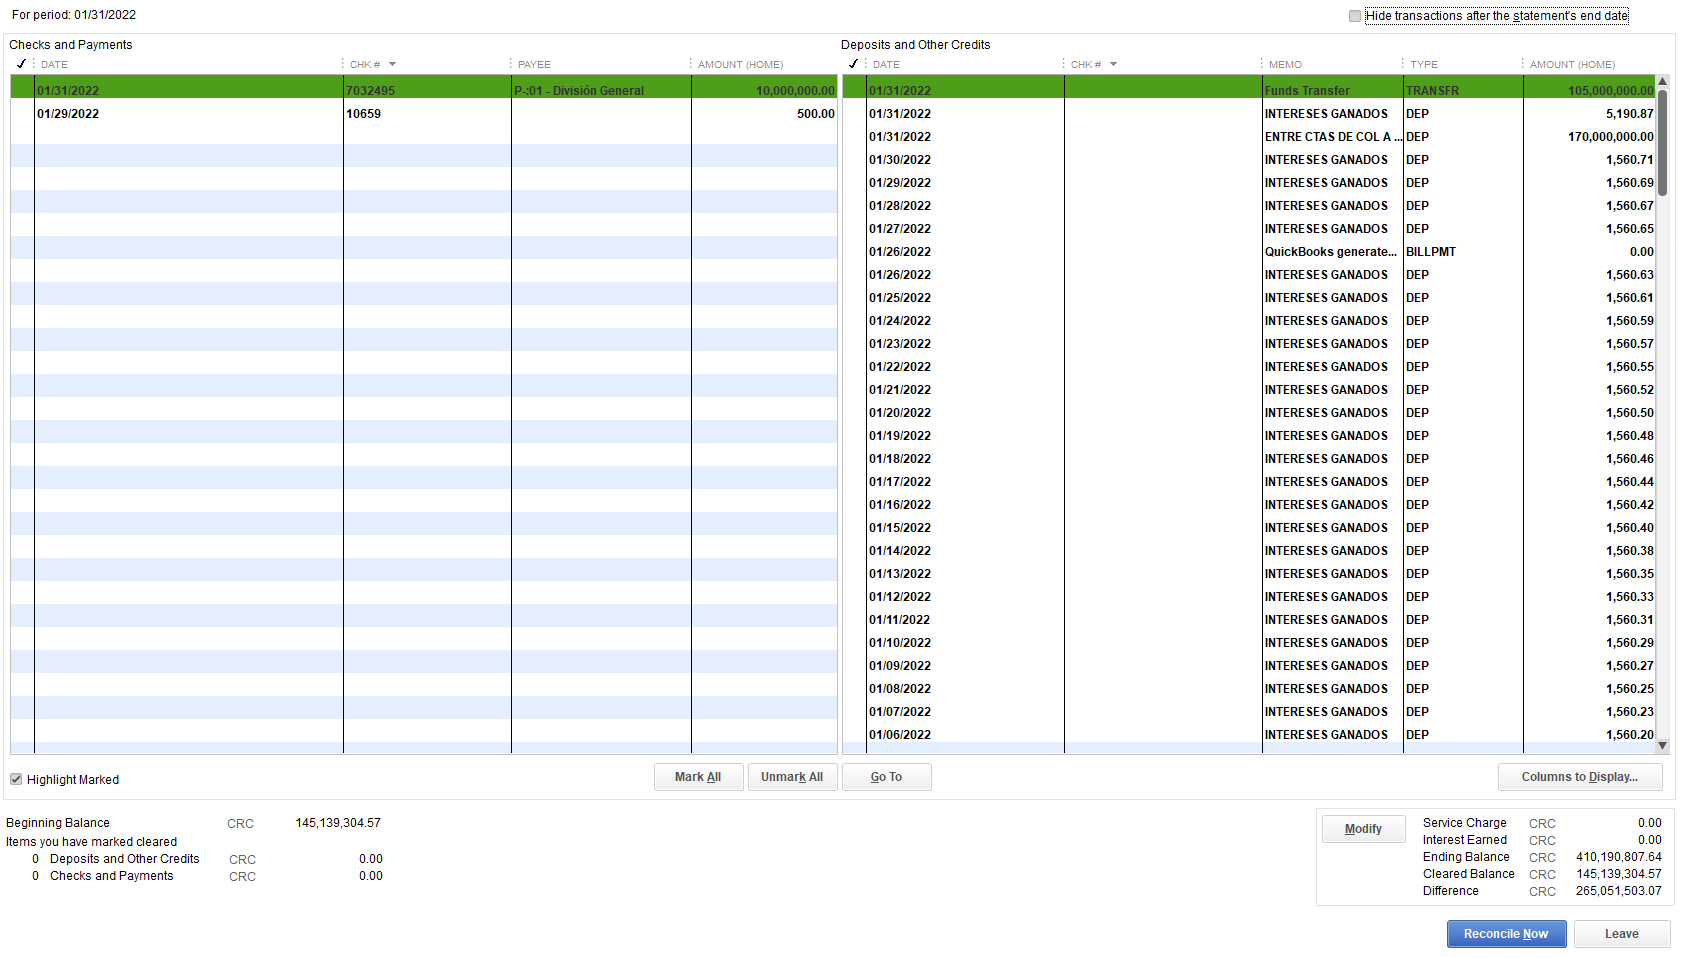 For period: 01/31/2022
Hide transactions after the statement's end date
Checks and Payments
DATE CHK # PAYEE AMOUNT (HOME)
01/31/2022 7032495 P-:01 - División General 10,000,000.00
01/29/2022 10659 500.00
Highlight Marked
Mark All
Unmark All
Deposits and Other Credits
DATE CHK # MEMO TYPE AMOUNT (HOME)
01/31/2022 Funds Transfer TRANSFR 105,000,000.00
01/31/2022 INTERESES GANADOS DEP 5,190.87
01/31/2022 ENTRE CTAS DE COL A ... DEP 170,000,000.00
01/30/2022 INTERESES GANADOS DEP 1,560.71
01/29/2022 INTERESES GANADOS DEP 1,560.69
01/28/2022 INTERESES GANADOS DEP 1,560.67
01/27/2022 INTERESES GANADOS DEP 1,560.65
01/26/2022 QuickBooks generate... BILLPMT 0.00
01/26/2022 INTERESES GANADOS DEP 1,560.63
01/25/2022 INTERESES GANADOS DEP 1,560.61
01/24/2022 INTERESES GANADOS DEP 1,560.59
01/23/2022 INTERESES GANADOS DEP 1,560.57
01/22/2022 INTERESES GANADOS DEP 1,560.55
01/21/2022 INTERESES GANADOS DEP 1,560.52
01/20/2022 INTERESES GANADOS DEP 1,560.50
01/19/2022 INTERESES GANADOS DEP 1,560.48
01/18/2022 INTERESES GANADOS DEP 1,560.46
01/17/2022 INTERESES GANADOS DEP 1,560.44
01/16/2022 INTERESES GANADOS DEP 1,560.42
01/15/2022 INTERESES GANADOS DEP 1,560.40
01/14/2022 INTERESES GANADOS DEP 1,560.38
01/13/2022 INTERESES GANADOS DEP 1,560.35
01/12/2022 INTERESES GANADOS DEP 1,560.33
01/11/2022 INTERESES GANADOS DEP 1,560.31
01/10/2022 INTERESES GANADOS DEP 1,560.29
01/09/2022 INTERESES GANADOS DEP 1,560.27
01/08/2022 INTERESES GANADOS DEP 1,560.25
01/07/2022 INTERESES GANADOS DEP 1,560.23
01/06/2022 INTERESES GANADOS DEP 1,560.20
Go To
Columns to Display...
Beginning Balance CRC 145,139,304.57
Items you have marked cleared
0 Deposits and Other Credits CRC 0.00
0 Checks and Payments CRC 0.00
Modify
Service Charge CRC 0.00
Interest Earned CRC 0.00
Ending Balance CRC 410,190,807.64
Cleared Balance CRC 145,139,304.57
Difference CRC 265,051,503.07
Reconcile Now
Leave